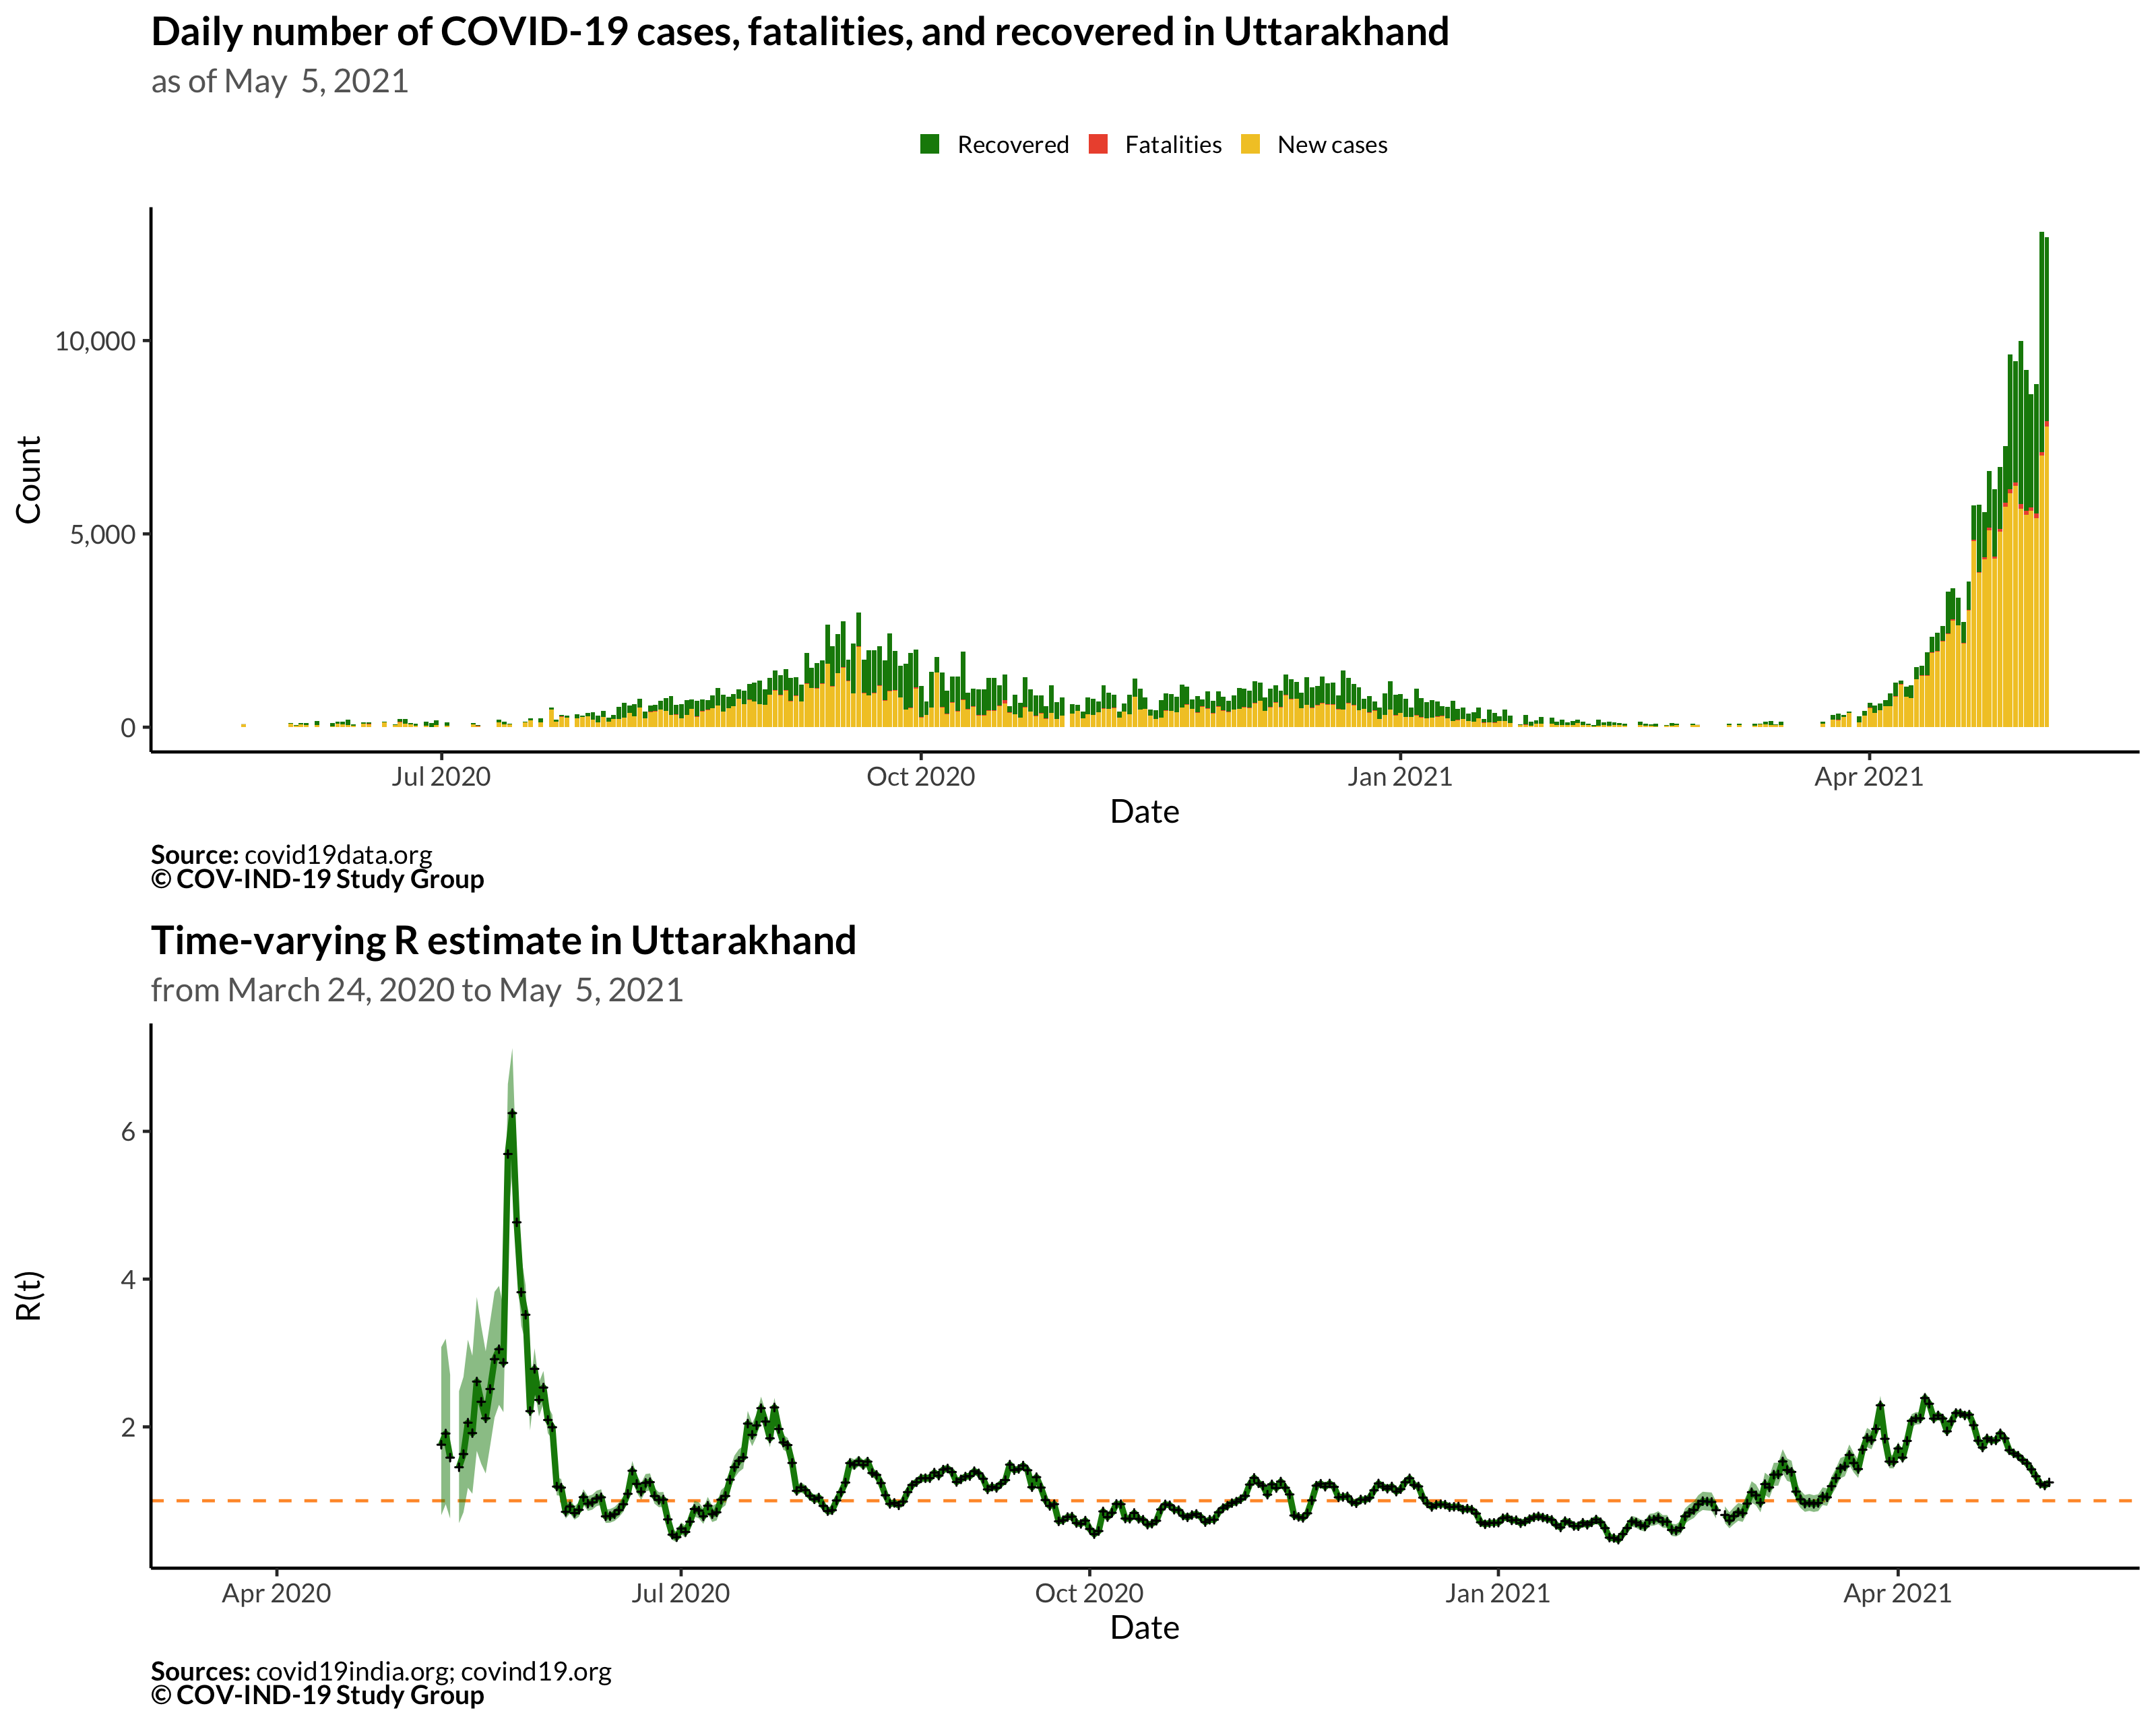 Daily number of COVID-19 cases, fatalities, and recovered in Uttarakhand
as of May  5, 2021
Recovered Fatalities New cases
10,000
5,000
0
Count
Jul 2020 Oct 2020 Jan 2021 Apr 2021
Date
Source: covid19data.org
© COV-IND-19 Study Group
Time-varying R estimate in Uttarakhand
from March 24, 2020 to May  5, 2021
6
4
2
R(t)
Apr 2020 Jul 2020 Oct 2020 Jan 2021 Apr 2021
Date
Sources: covid19india.org; covind19.org
© COV-IND-19 Study Group